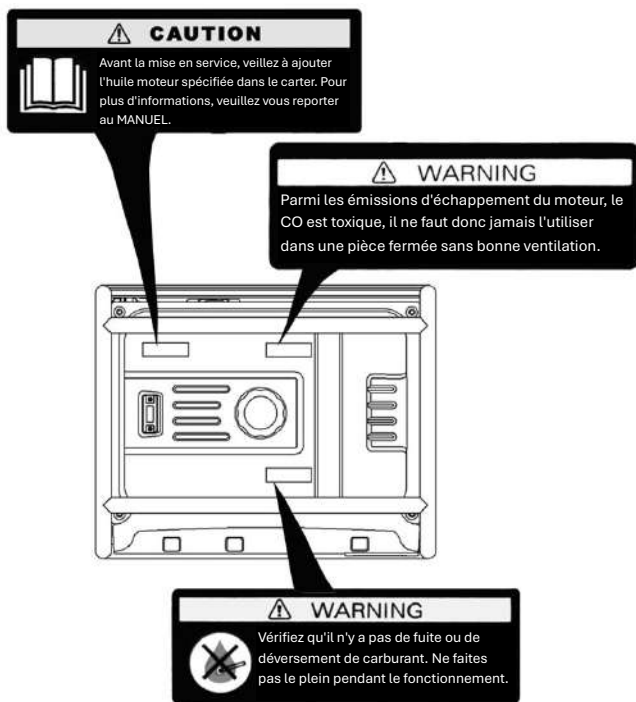 CAUTION
Avant la mise en service, veillez à ajouter
l'huile moteur spécifiée dans le carter. Pour
plus d'informations, veuillez vous reporter
au MANUEL.
WARNING
Parmi les émissions d'échappement du moteur, le
CO est toxique, il ne faut donc jamais l'utiliser
dans une pièce fermée sans bonne ventilation.
WARNING
Vérifiez qu'il n'y a pas de fuite ou de
déversement de carburant. Ne faites
pas le plein pendant le fonctionnement.